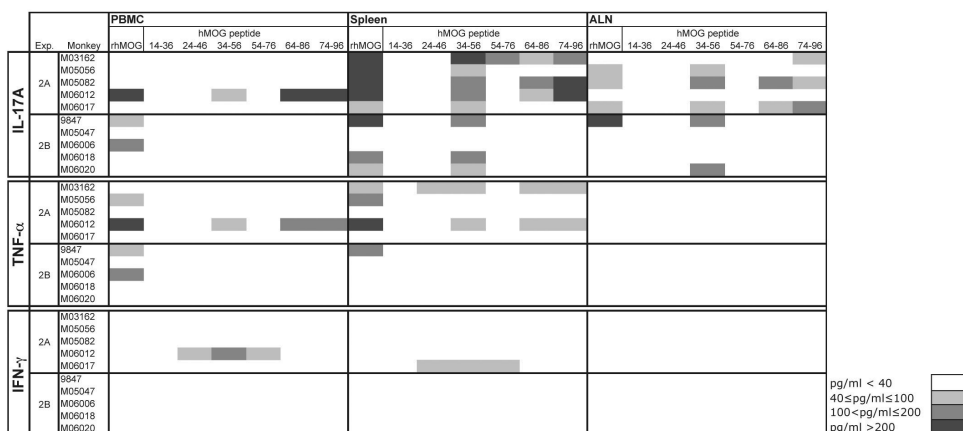 PBMC Spleen ALN
hMOG peptide hMOG peptide hMOG peptide
Exp. Monkey rhMOG 14-36 24-46 34-56 54-76 64-86 74-96 rhMOG 14-36 24-46 34-56 54-76 64-86 74-96 rhMOG 14-36 24-46 34-56 54-76 64-86 74-96
IL-17A
2A
M03162
M05056
M05082
M06012
M06017
2B
9847
M05047
M06006
M06018
M06020
TNF-α
2A
M03162
M05056
M05082
M06012
M06017
2B
9847
M05047
M06006
M06018
M06020
IFN-γ
2A
M03162
M05056
M05082
M06012
M06017
2B
9847
M05047
M06006
M06018
M06020
pg/ml < 40
40≤pg/ml≤100
100<pg/ml≤200
pg/ml >200